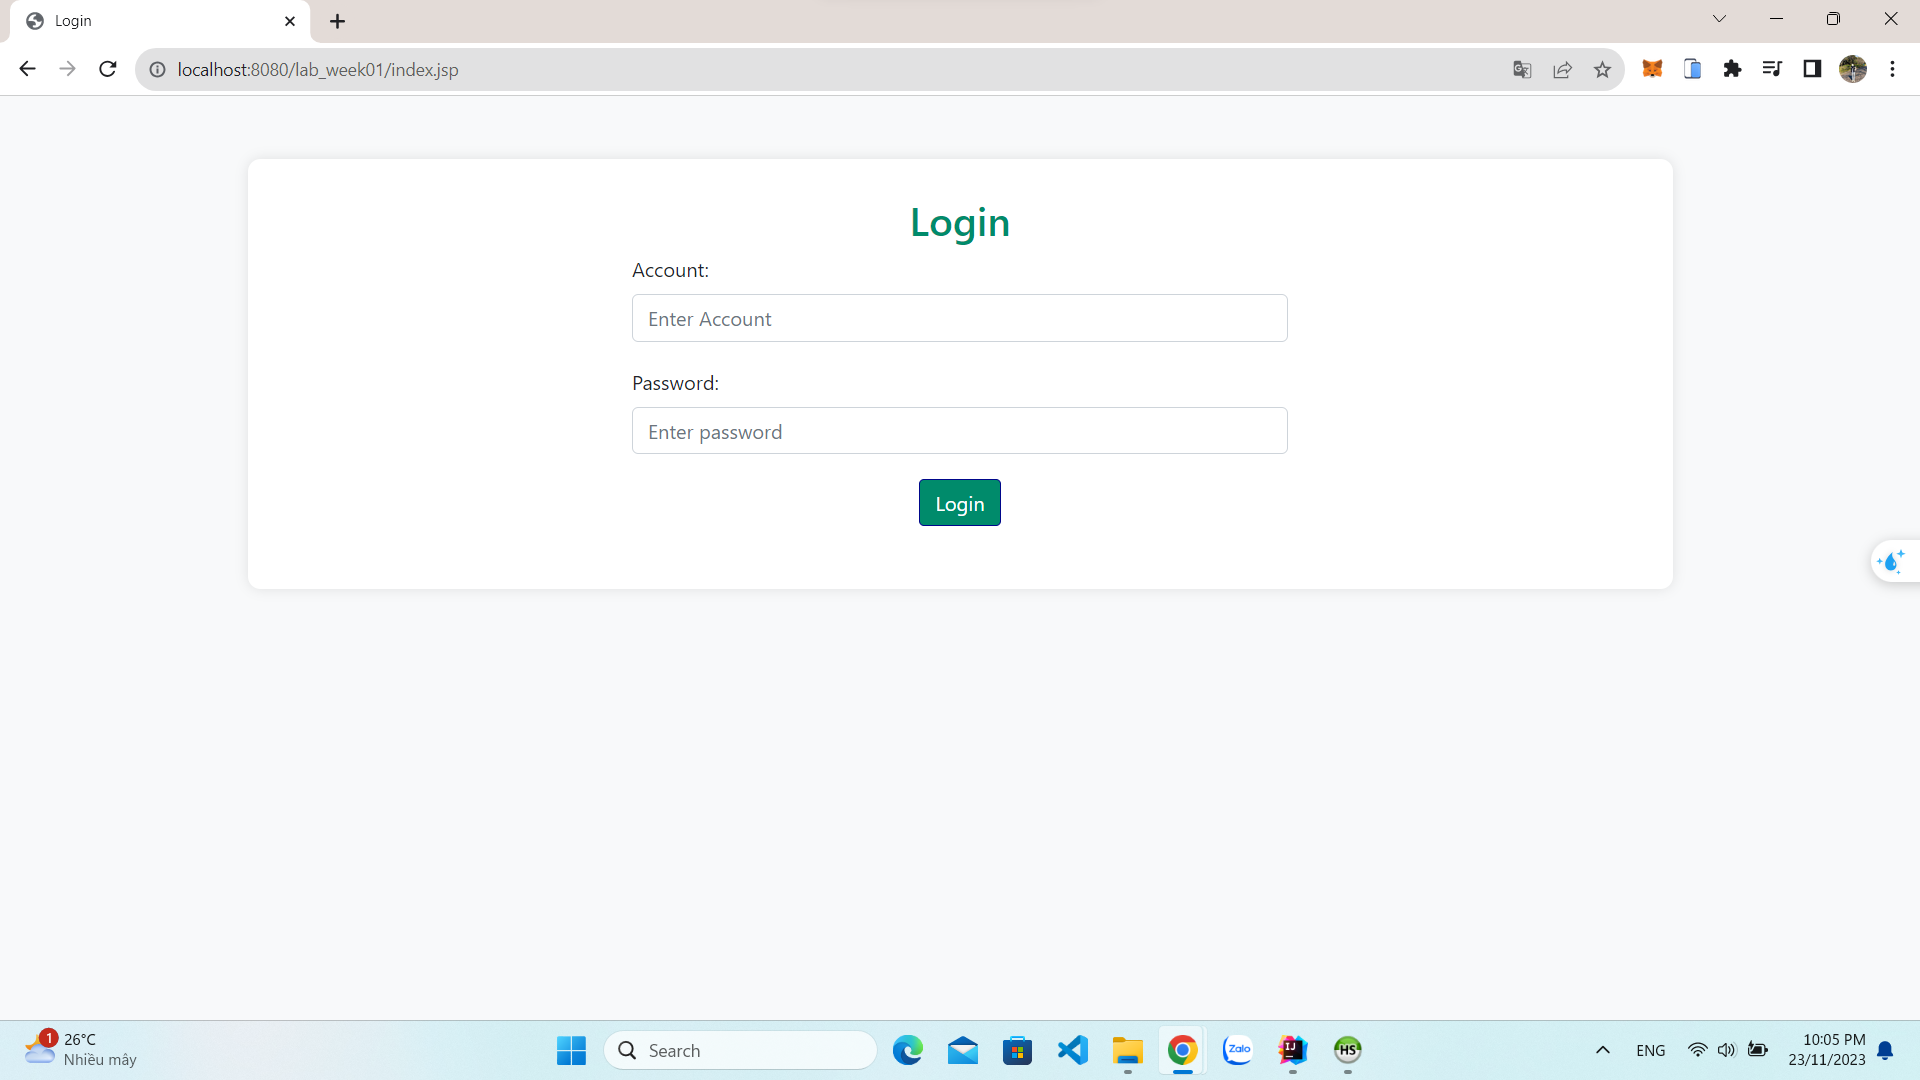 Login
localhost:8080/lab_week01/index.jsp
Login
Account:
Enter Account
Password:
Enter password
Login
1
26°C
Nhiều mây
Search
Zalo
IJ
HS
ENG
10:05 PM
23/11/2023